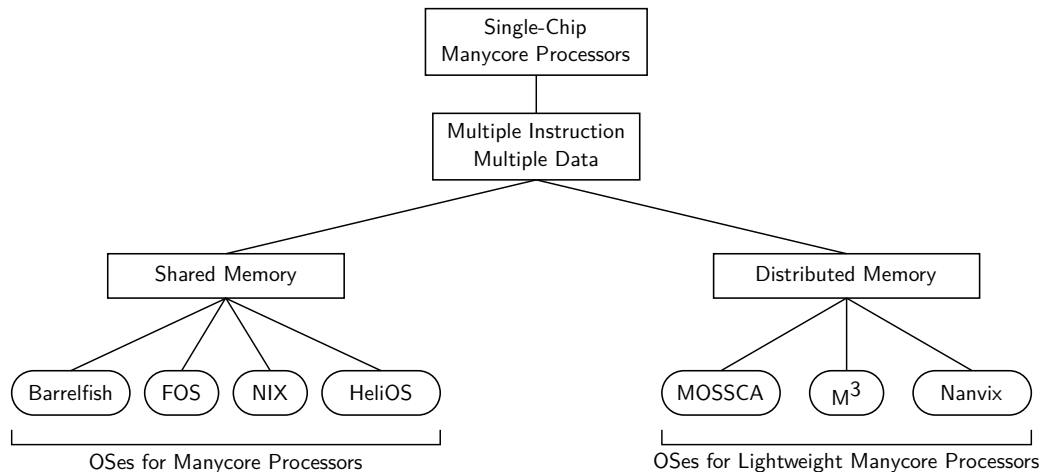 Single-Chip
Manycore Processors
Multiple Instruction
Multiple Data
Shared Memory
Distributed Memory
Barrelfish
FOS
NIX
HeliOS
MOSSCA
M³
Nanvix
OSes for Manycore Processors
OSes for Lightweight Manycore Processors